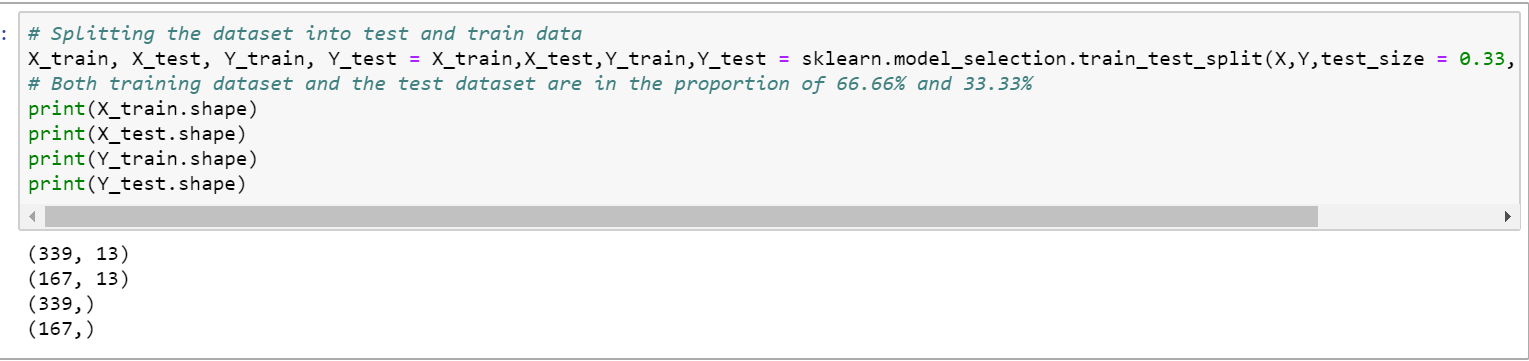 : # Splitting the dataset into test and train data
X_train, X_test, Y_train, Y_test = X_train,X_test,Y_train,Y_test = sklearn.model_selection.train_test_split(X,Y,test_size = 0.33,
# Both training dataset and the test dataset are in the proportion of 66.66% and 33.33%
print(X_train.shape)
print(X_test.shape)
print(Y_train.shape)
print(Y_test.shape)
(339, 13)
(167, 13)
(339,)
(167,)